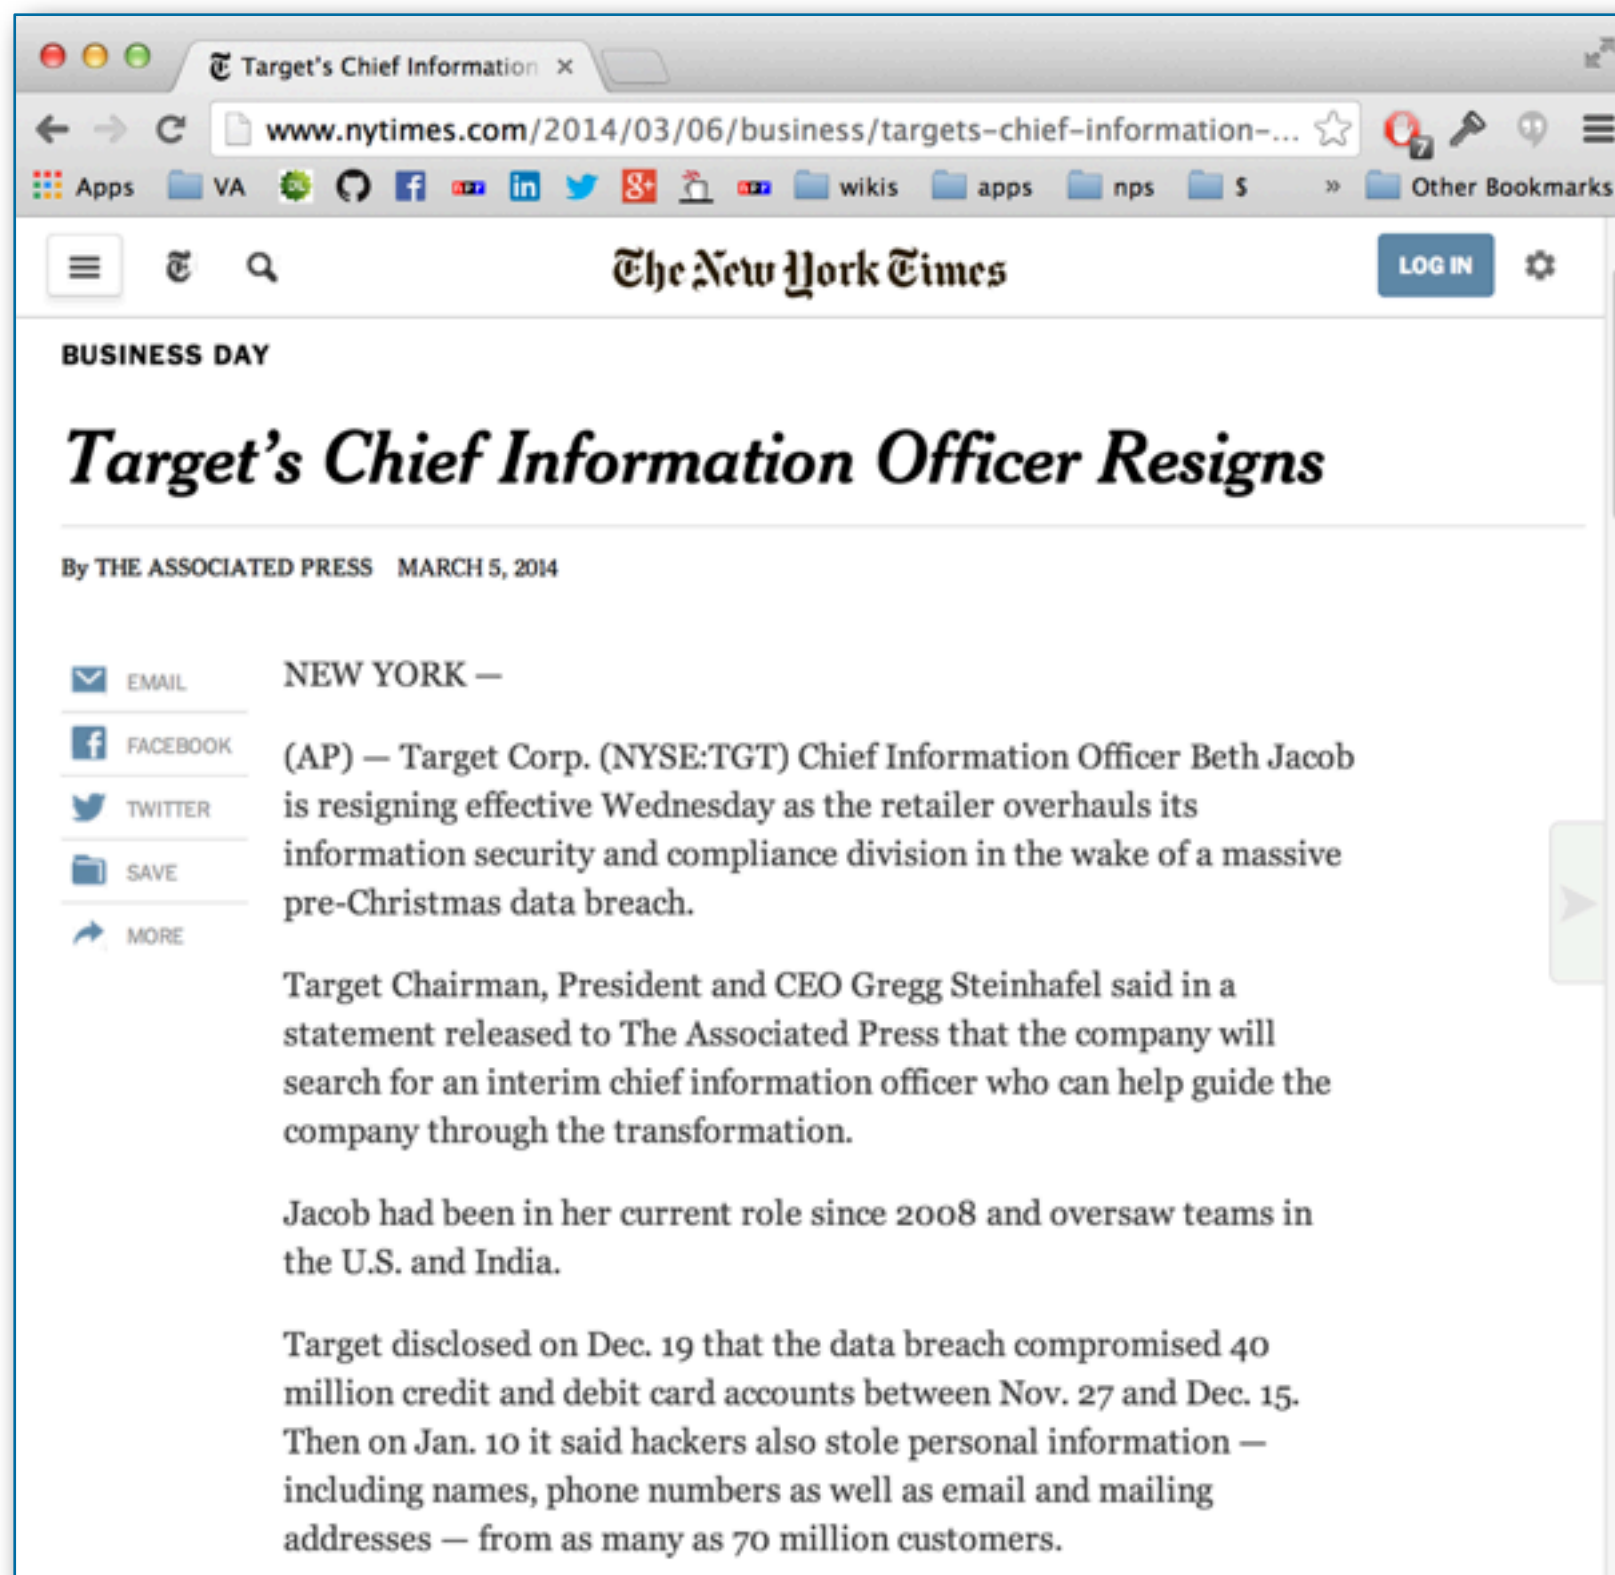 Target's Chief Information
www.nytimes.com/2014/03/06/business/targets-chief-information-...
7
Apps VA wikis apps nps $ » Other Bookmarks
The New York Times
LOG IN
BUSINESS DAY
Target's Chief Information Officer Resigns
By THE ASSOCIATED PRESS MARCH 5, 2014
EMAIL
FACEBOOK
TWITTER
SAVE
MORE
NEW YORK —
(AP) — Target Corp. (NYSE:TGT) Chief Information Officer Beth Jacob
is resigning effective Wednesday as the retailer overhauls its
information security and compliance division in the wake of a massive
pre-Christmas data breach.
Target Chairman, President and CEO Gregg Steinhafel said in a
statement released to The Associated Press that the company will
search for an interim chief information officer who can help guide the
company through the transformation.
Jacob had been in her current role since 2008 and oversaw teams in
the U.S. and India.
Target disclosed on Dec. 19 that the data breach compromised 40
million credit and debit card accounts between Nov. 27 and Dec. 15.
Then on Jan. 10 it said hackers also stole personal information —
including names, phone numbers as well as email and mailing
addresses — from as many as 70 million customers.